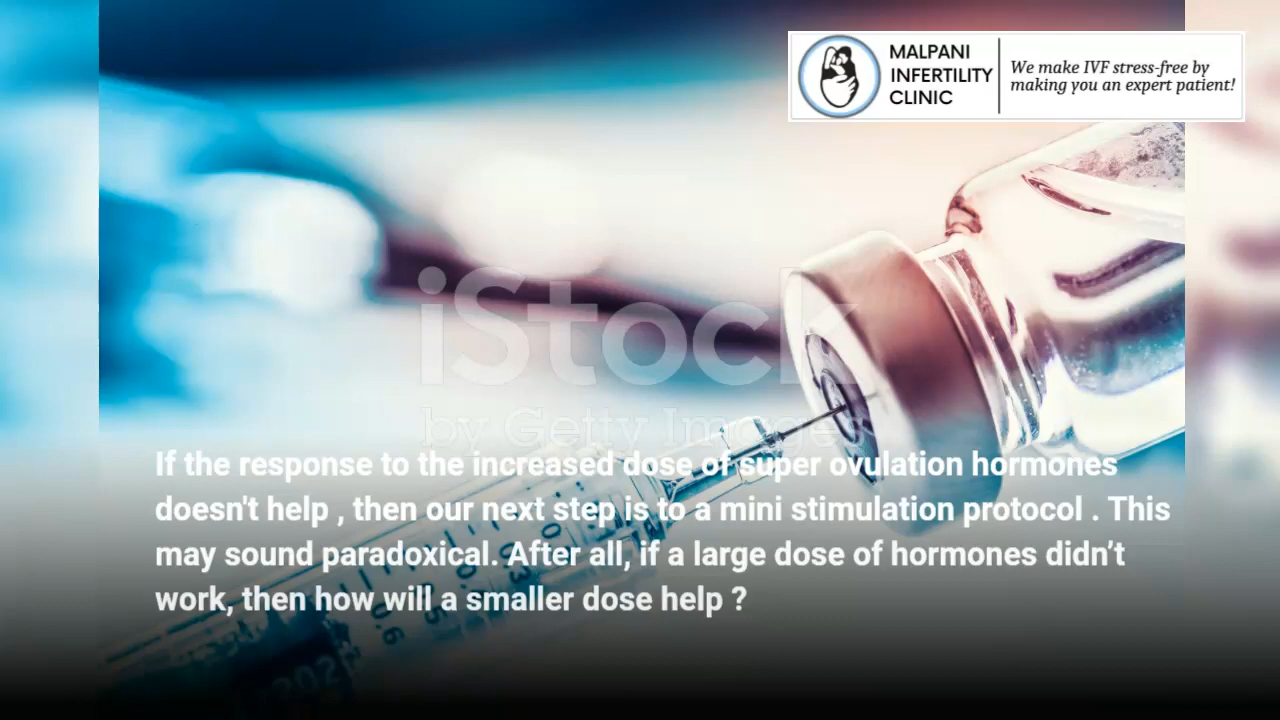 MALPANI
INFERTILITY
CLINIC
We make IVF stress-free by
making you an expert patient!
iStock
by Getty Images
If the response to the increased dose of super ovulation hormones
doesn't help , then our next step is to a mini stimulation protocol . This
may sound paradoxical. After all, if a large dose of hormones didn’t
work, then how will a smaller dose help ?